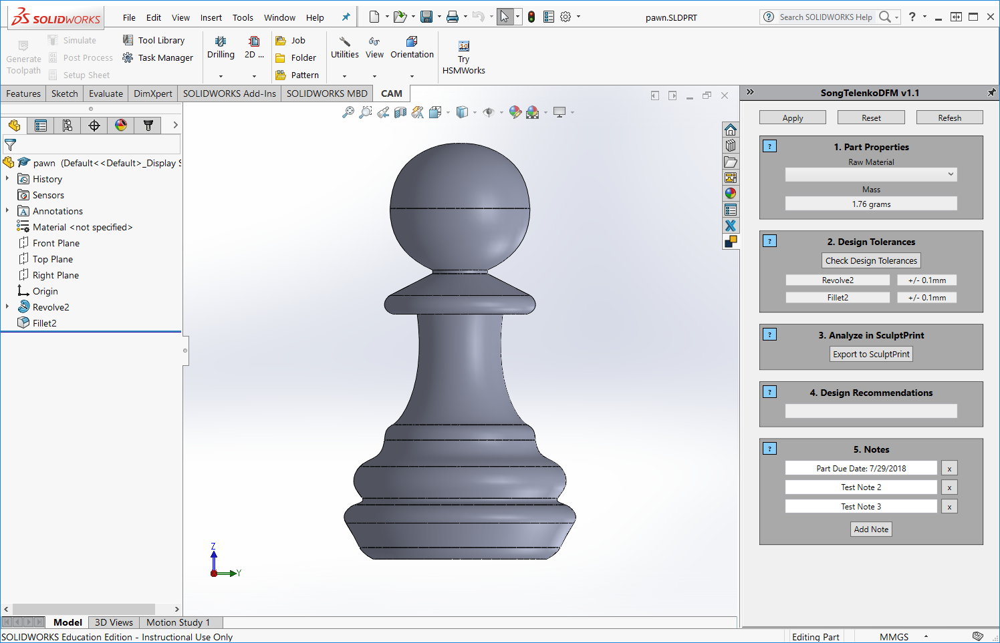 SOLIDWORKS File Edit View Insert Tools Window Help pawn.SLDPRT Search SOLIDWORKS Help ?
Generate Toolpath
Simulate
Post Process
Setup Sheet
Tool Library
Task Manager
Drilling
2D ...
Job
Folder
Pattern
Utilities
View
Orientation
Try HSMWorks
Features Sketch Evaluate DimXpert SOLIDWORKS Add-Ins SOLIDWORKS MBD CAM
pawn (Default<<Default>_Display S
History
Sensors
Annotations
Material <not specified>
Front Plane
Top Plane
Right Plane
Origin
Revolve2
Fillet2
Z
Y
SongTelenkoDFM v1.1
Apply Reset Refesh
? 1. Part Properties
Raw Material
Mass
1.76 grams
? 2. Design Tolerances
Check Design Tolerances
Revolve2 +/- 0.1mm
Fillet2 +/- 0.1mm
? 3. Analyze in SculptPrint
Export to SculptPrint
? 4. Design Recommendations
? 5. Notes
Part Due Date: 7/29/2018 x
Test Note 2 x
Test Note 3 x
Add Note
Model 3D Views Motion Study 1
SOLIDWORKS Education Edition - Instructional Use Only Editing Part MMGS